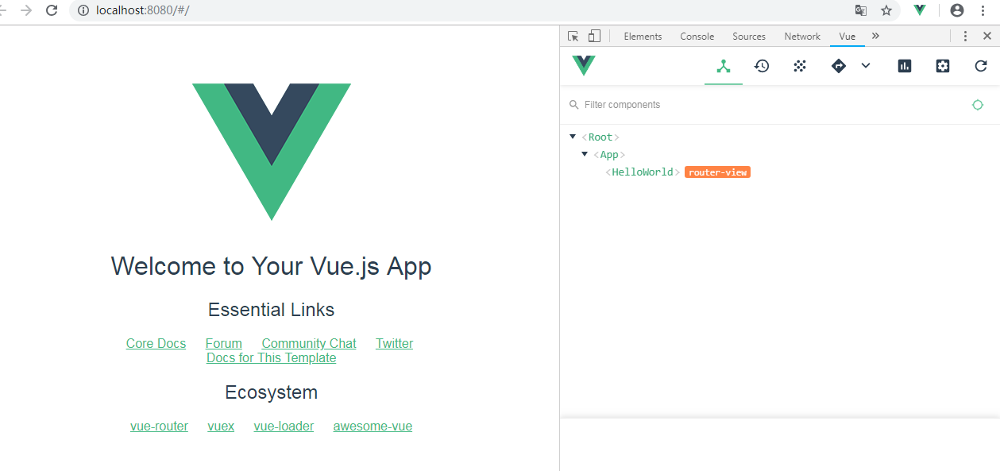 localhost:8080/#/
Elements Console Sources Network Vue »
Filter components
<Root>
<App>
<HelloWorld> router-view
Welcome to Your Vue.js App
Essential Links
Core Docs Forum Community Chat Twitter
Docs for This Template
Ecosystem
vue-router vuex vue-loader awesome-vue